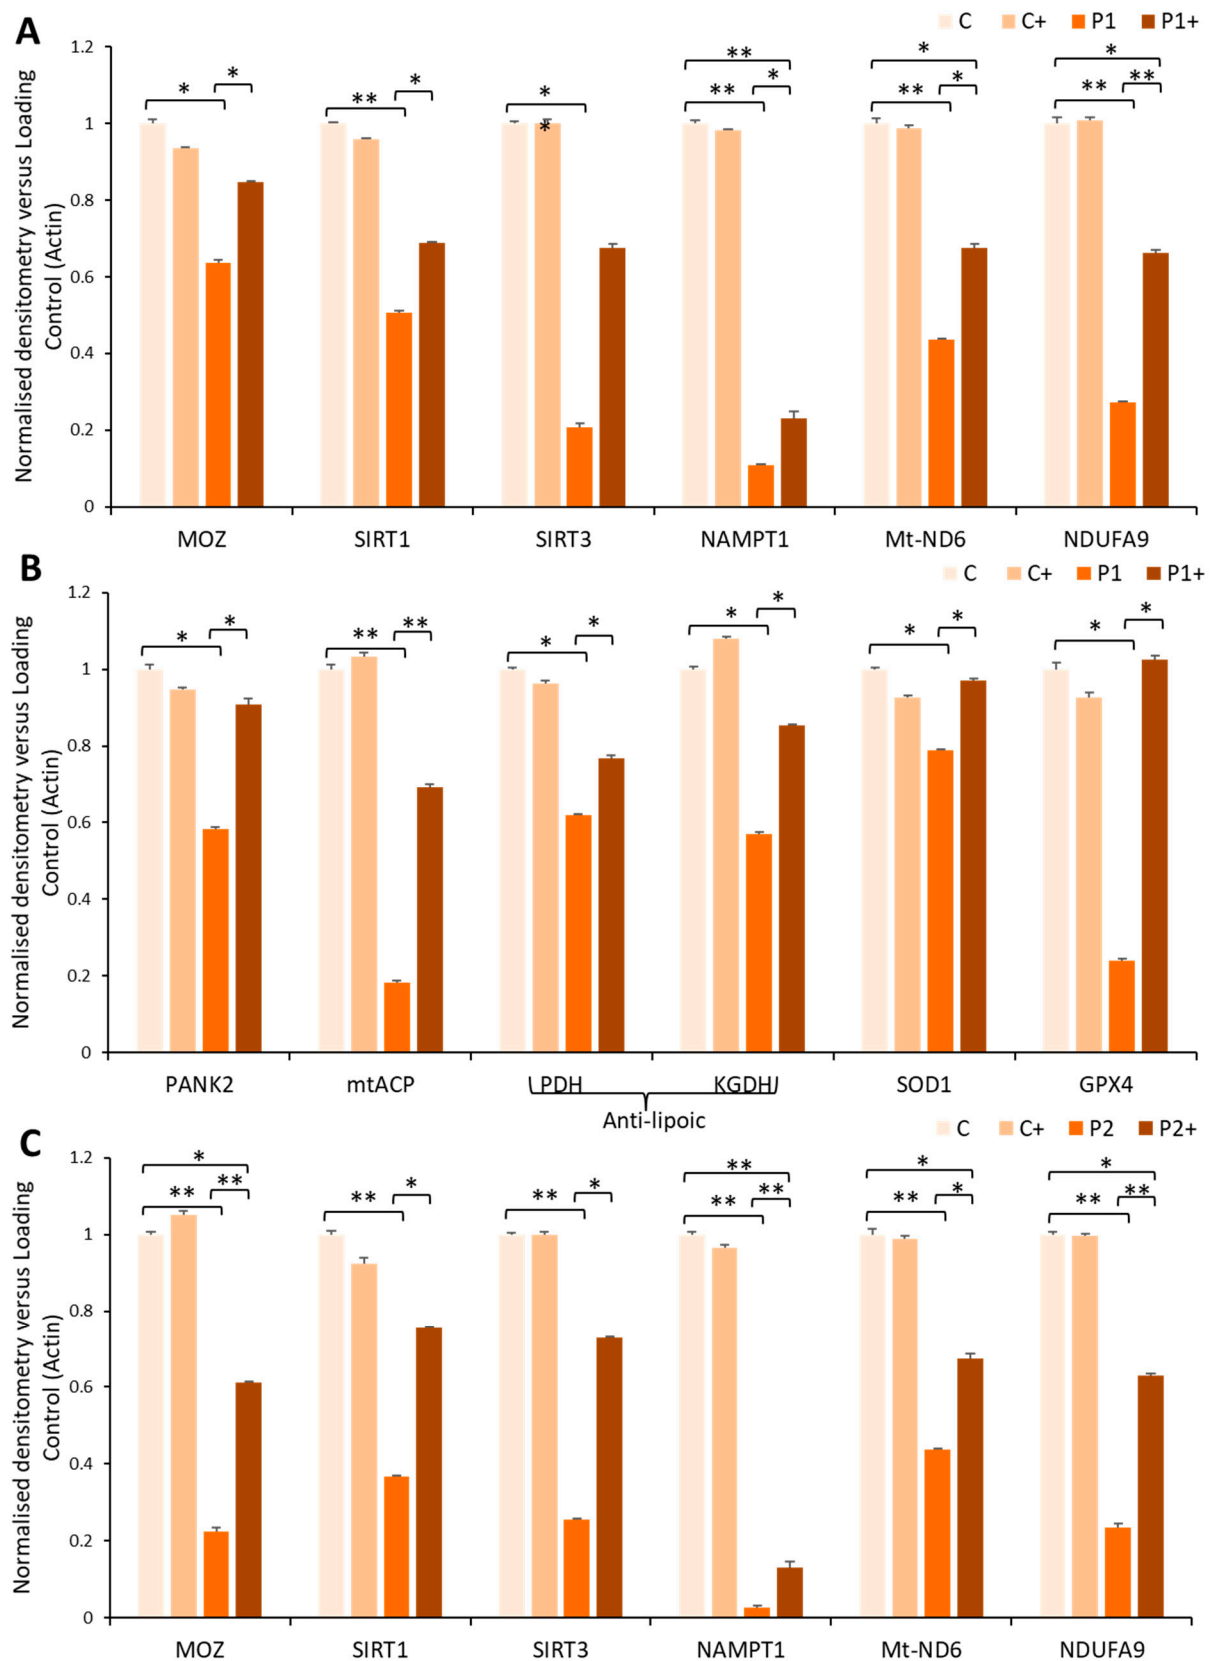 A
C C+ P1 P1+
Normalised densitometry versus Loading
Control (Actin)
1.2
1
0.8
0.6
0.4
0.2
0
* *
** *
*
*
** ** *
* ** *
* ** **
MOZ SIRT1 SIRT3 NAMPT1 Mt-ND6 NDUFA9
B
C C+ P1 P1+
Normalised densitometry versus Loading
Control (Actin)
1.2
1
0.8
0.6
0.4
0.2
0
* *
** **
* *
* *
* *
* *
PANK2 mtACP PDH KGDH SOD1 GPX4
Anti-lipoic
C
C C+ P2 P2+
Normalised densitometry versus Loading
Control (Actin)
1.2
1
0.8
0.6
0.4
0.2
0
* ** **
** *
** *
** ** **
* ** *
* ** **
MOZ SIRT1 SIRT3 NAMPT1 Mt-ND6 NDUFA9